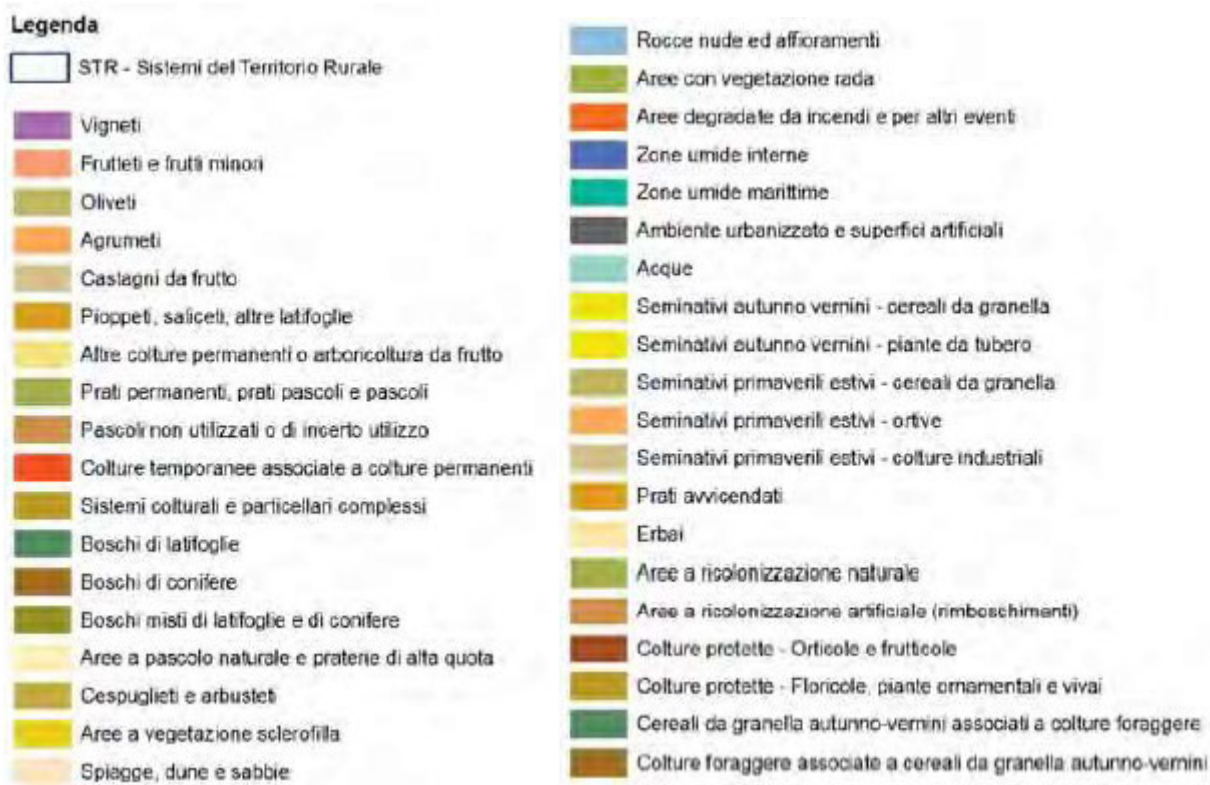 Legenda
STR - Sistemi del Territorio Rurale
Vigneti
Frutteti e frutti minori
Oliveti
Agrumeti
Castagni da frutto
Pioppeti, saliceti, altre latifoglie
Altre colture permanenti o arboricoltura da frutto
Prati permanenti, prati pascoli e pascoli
Pascoli non utilizzati o di incerto utilizzo
Colture temporanee associate a colture permanenti
Sistemi colturali e particellari complessi
Boschi di latifoglie
Boschi di conifere
Boschi misti di latifoglie e di conifere
Aree a pascolo naturale e praterie di alta quota
Cespuglieti e arbusteti
Aree a vegetazione sclerofilla
Spiagge, dune e sabbie
Rocce nude ed affioramenti
Aree con vegetazione rada
Aree degradate da incendi e per altri eventi
Zone umide interne
Zone umide marittime
Ambiente urbanizzato e superfici artificiali
Acque
Seminativi autunno vernini - cereali da granella
Seminativi autunno vernini - piante da tubero
Seminativi primaverili estivi - cereali da granella
Seminativi primaverili estivi - ortive
Seminativi primaverili estivi - colture industriali
Prati avvicendati
Erbai
Aree a ricolonizzazione naturale
Aree a ricolonizzazione artificiale (rimboschimenti)
Colture protette - Orticole e frutticole
Colture protette - Floricole, piante ornamentali e vivai
Cereali da granella autunno-vernini associati a colture foraggere
Colture foraggere associate a cereali da granella autunno-vernini